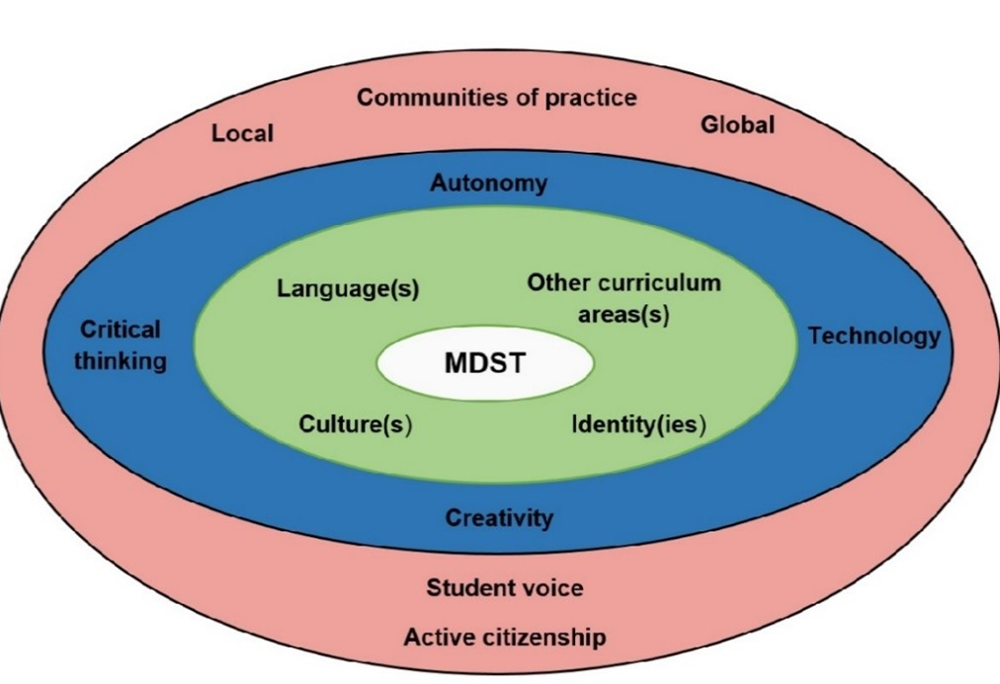 Communities of practice
Local
Global
Autonomy
Language(s)
Other curriculum
areas(s)
Critical
thinking
Technology
MDST
Culture(s)
Identity(ies)
Creativity
Student voice
Active citizenship